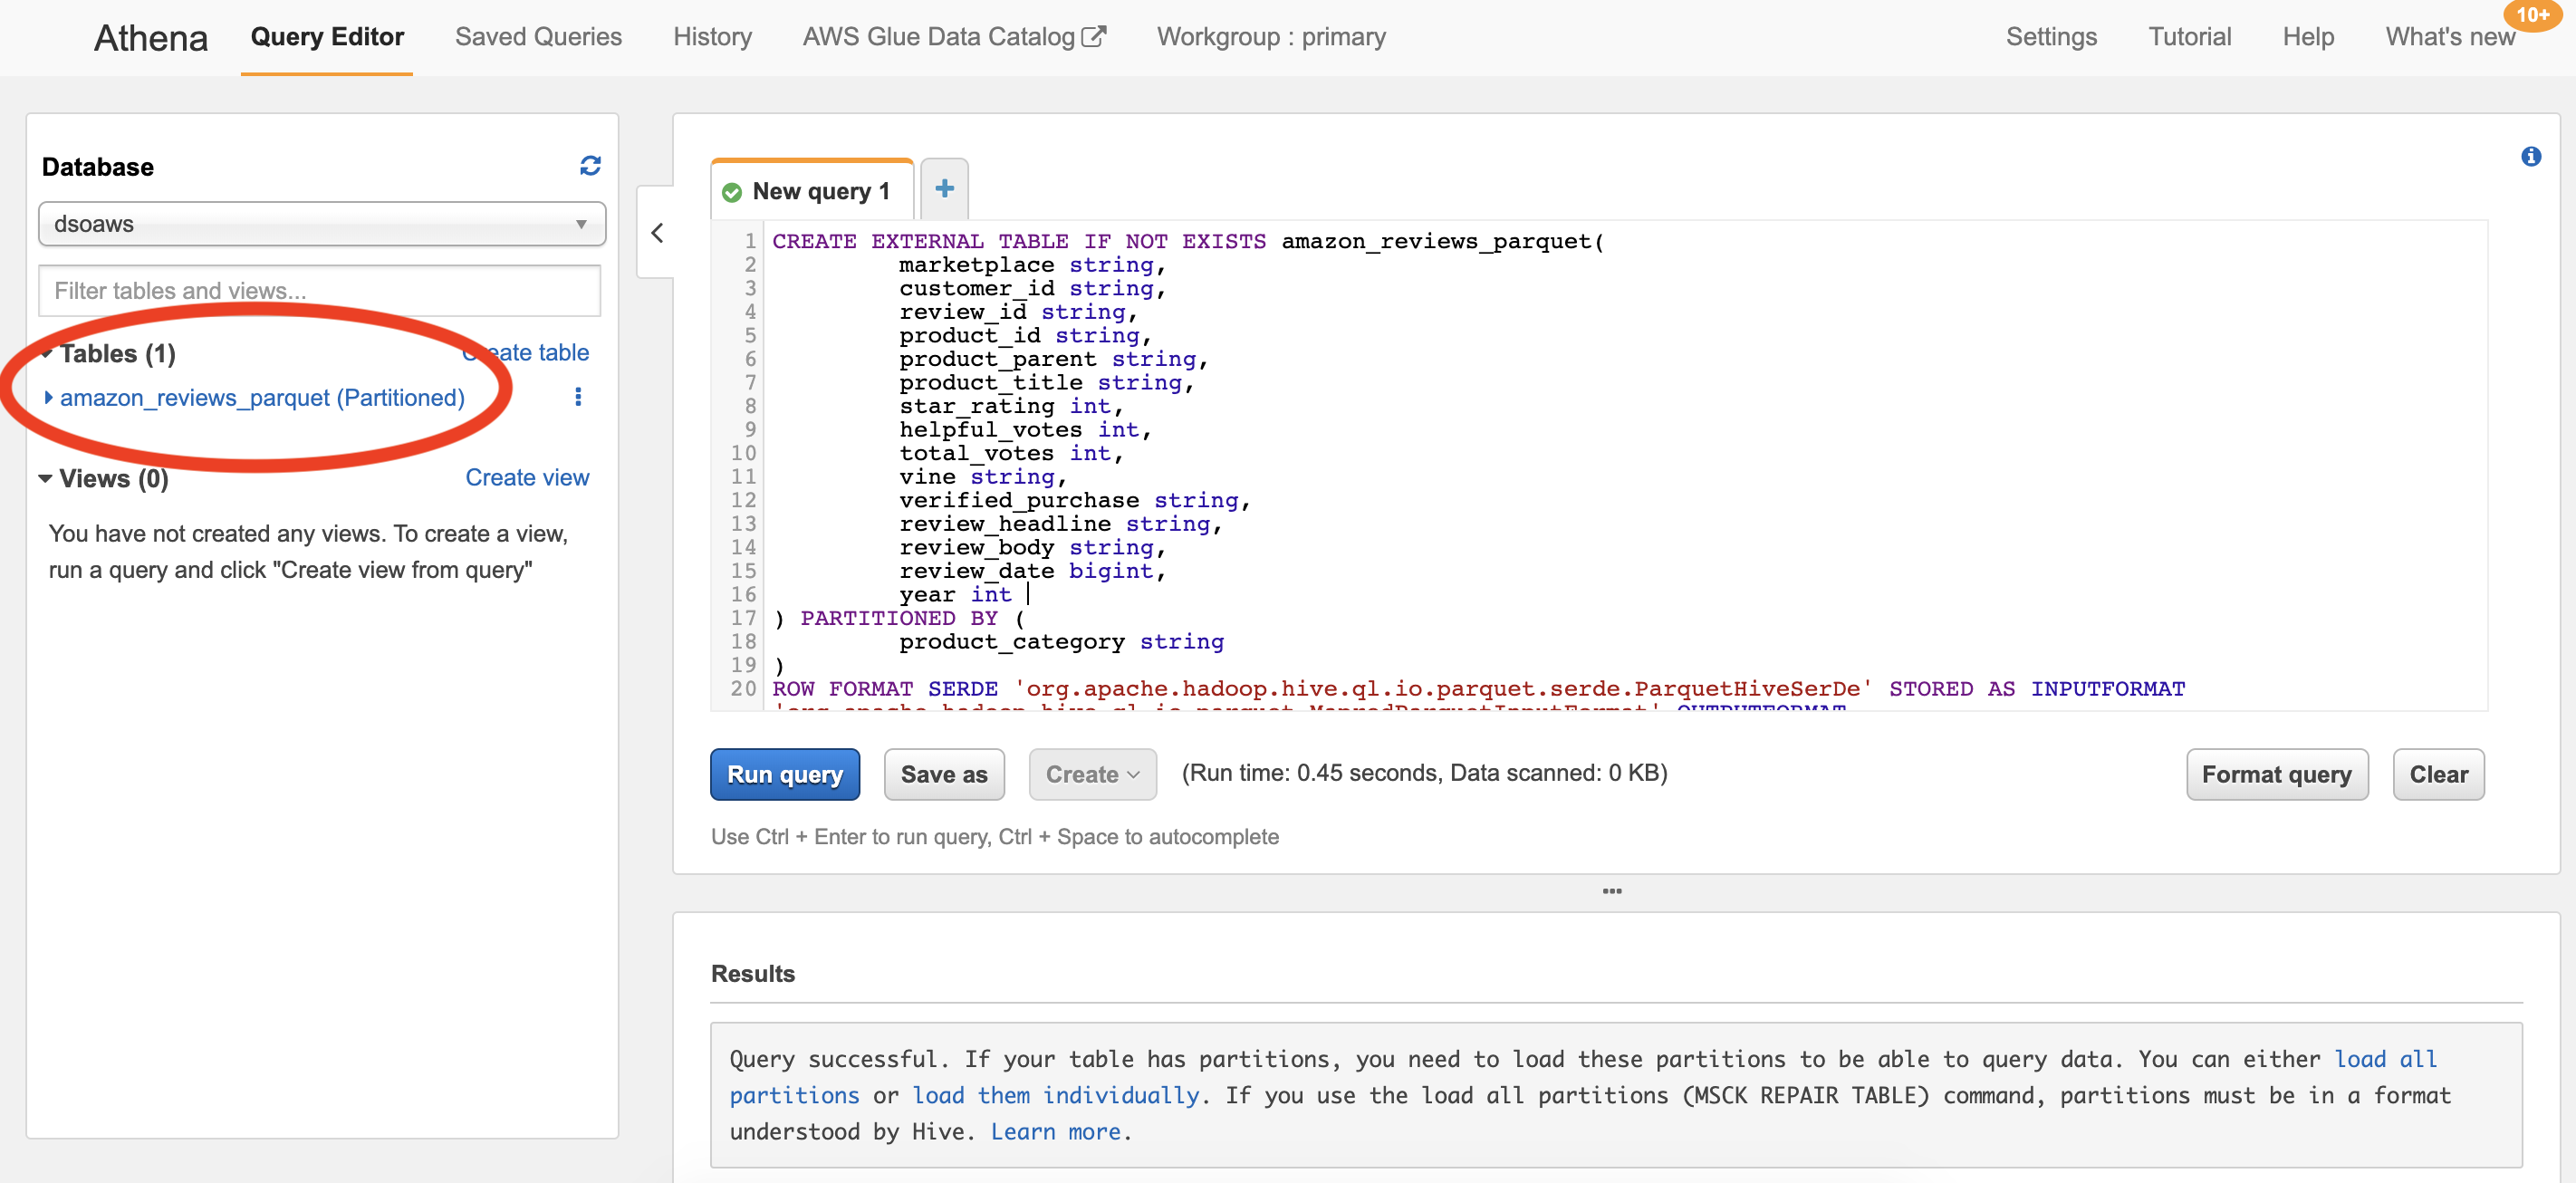 Athena Query Editor Saved Queries History AWS Glue Data Catalog Workgroup : primary Settings Tutorial Help What's new 10+
Database
dsoaws
Filter tables and views...
Tables (1) Create table
amazon_reviews_parquet (Partitioned)
Views (0) Create view
You have not created any views. To create a view,
run a query and click "Create view from query"
New query 1
+
1 CREATE EXTERNAL TABLE IF NOT EXISTS amazon_reviews_parquet(
2 marketplace string,
3 customer_id string,
4 review_id string,
5 product_id string,
6 product_parent string,
7 product_title string,
8 star_rating int,
9 helpful_votes int,
10 total_votes int,
11 vine string,
12 verified_purchase string,
13 review_headline string,
14 review_body string,
15 review_date bigint,
16 year int
17 ) PARTITIONED BY (
18 product_category string
19 )
20 ROW FORMAT SERDE 'org.apache.hadoop.hive.ql.io.parquet.serde.ParquetHiveSerDe' STORED AS INPUTFORMAT
'org.apache.hadoop.hive.ql.io.parquet.MapredParquetInputFormat' OUTPUTFORMAT
Run query Save as Create (Run time: 0.45 seconds, Data scanned: 0 KB) Format query Clear
Use Ctrl + Enter to run query, Ctrl + Space to autocomplete
Results
Query successful. If your table has partitions, you need to load these partitions to be able to query data. You can either load all
partitions or load them individually. If you use the load all partitions (MSCK REPAIR TABLE) command, partitions must be in a format
understood by Hive. Learn more.